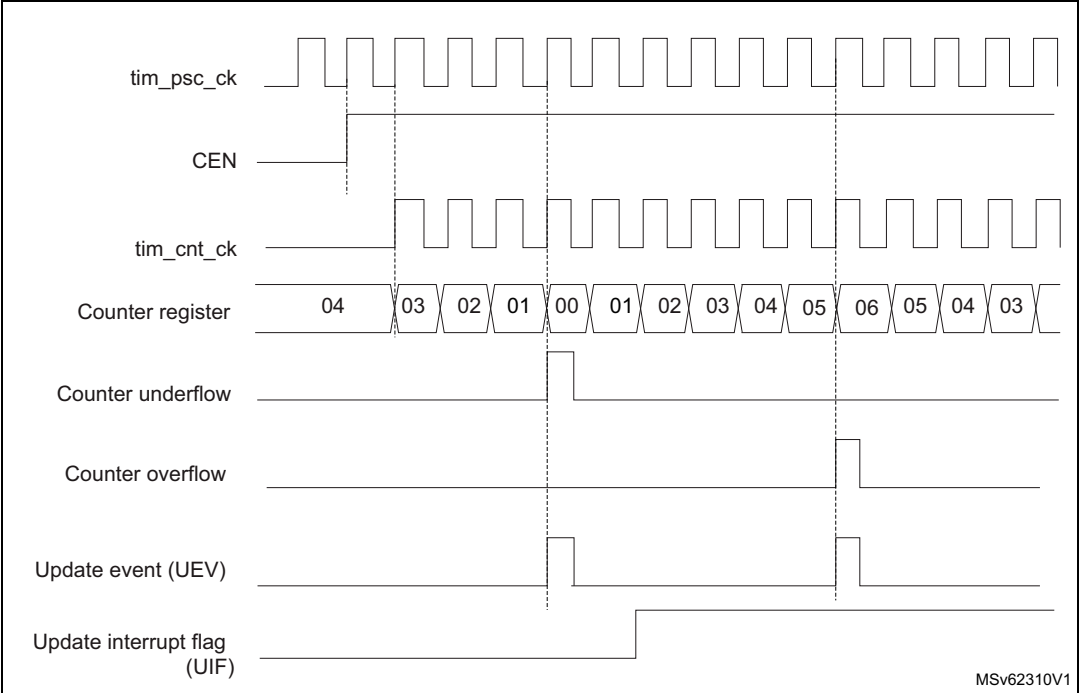 tim_psc_ck
CEN
tim_cnt_ck
Counter register 04 03 02 01 00 01 02 03 04 05 06 05 04 03
Counter underflow
Counter overflow
Update event (UEV)
Update interrupt flag
(UIF)
MSv62310V1